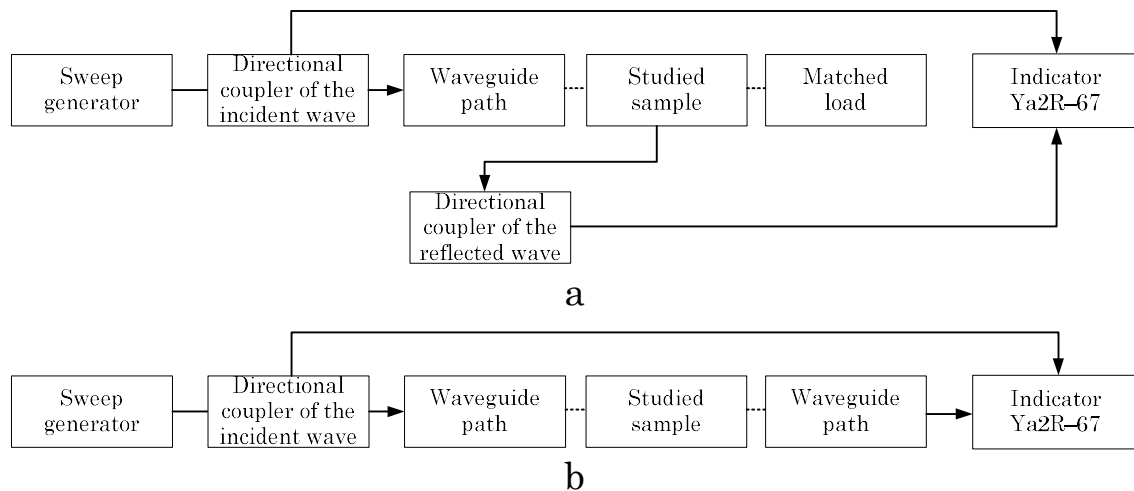 Sweep
generator
Directional
coupler of the
incident wave
Waveguide
path
Studied
sample
Matched
load
Indicator
Ya2R–67
Directional
coupler of the
reflected wave
a
Sweep
generator
Directional
coupler of the
incident wave
Waveguide
path
Studied
sample
Waveguide
path
Indicator
Ya2R–67
b